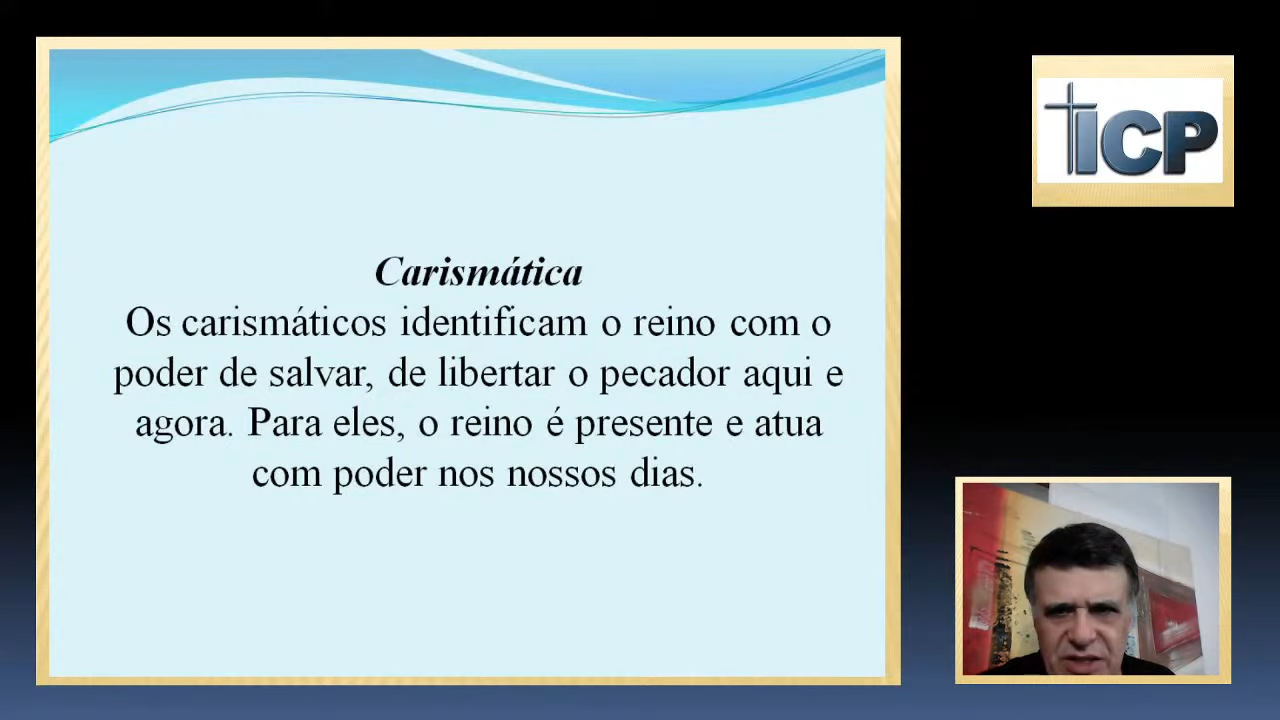 Carismática
Os carismáticos identificam o reino com o
poder de salvar, de libertar o pecador aqui e
agora. Para eles, o reino é presente e atua
com poder nos nossos dias.
ICP